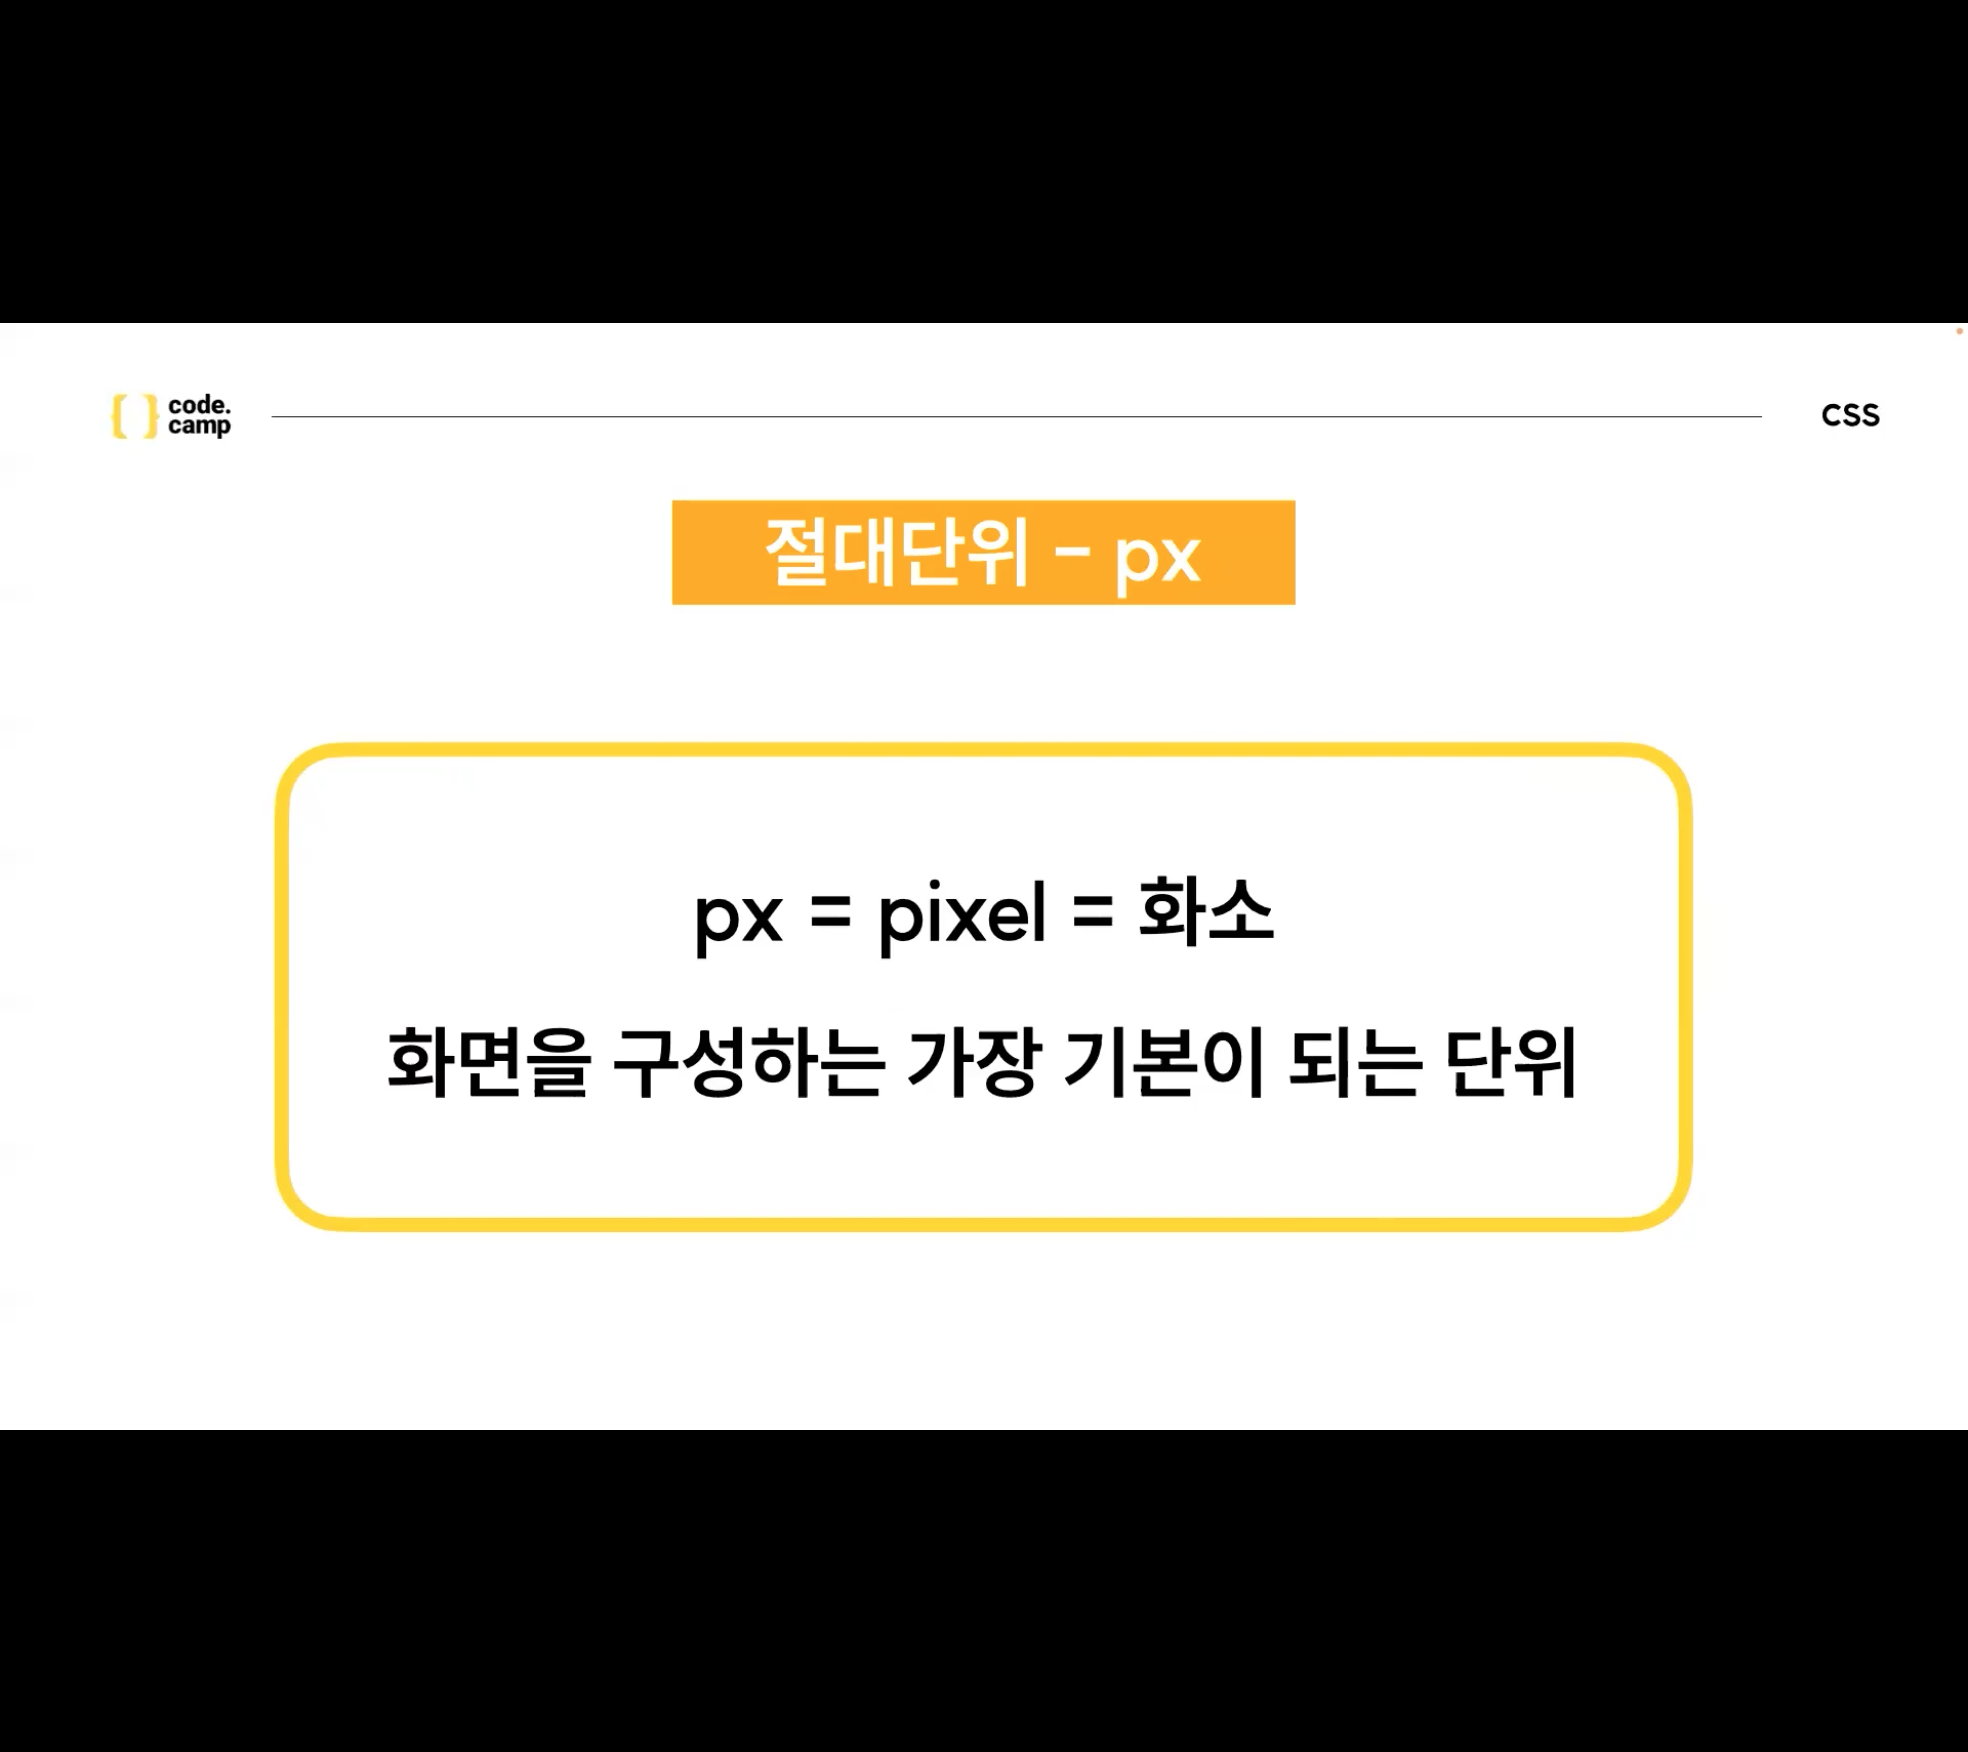 code.
camp
CSS
절대단위 - px
px = pixel = 화소
화면을 구성하는 가장 기본이 되는 단위